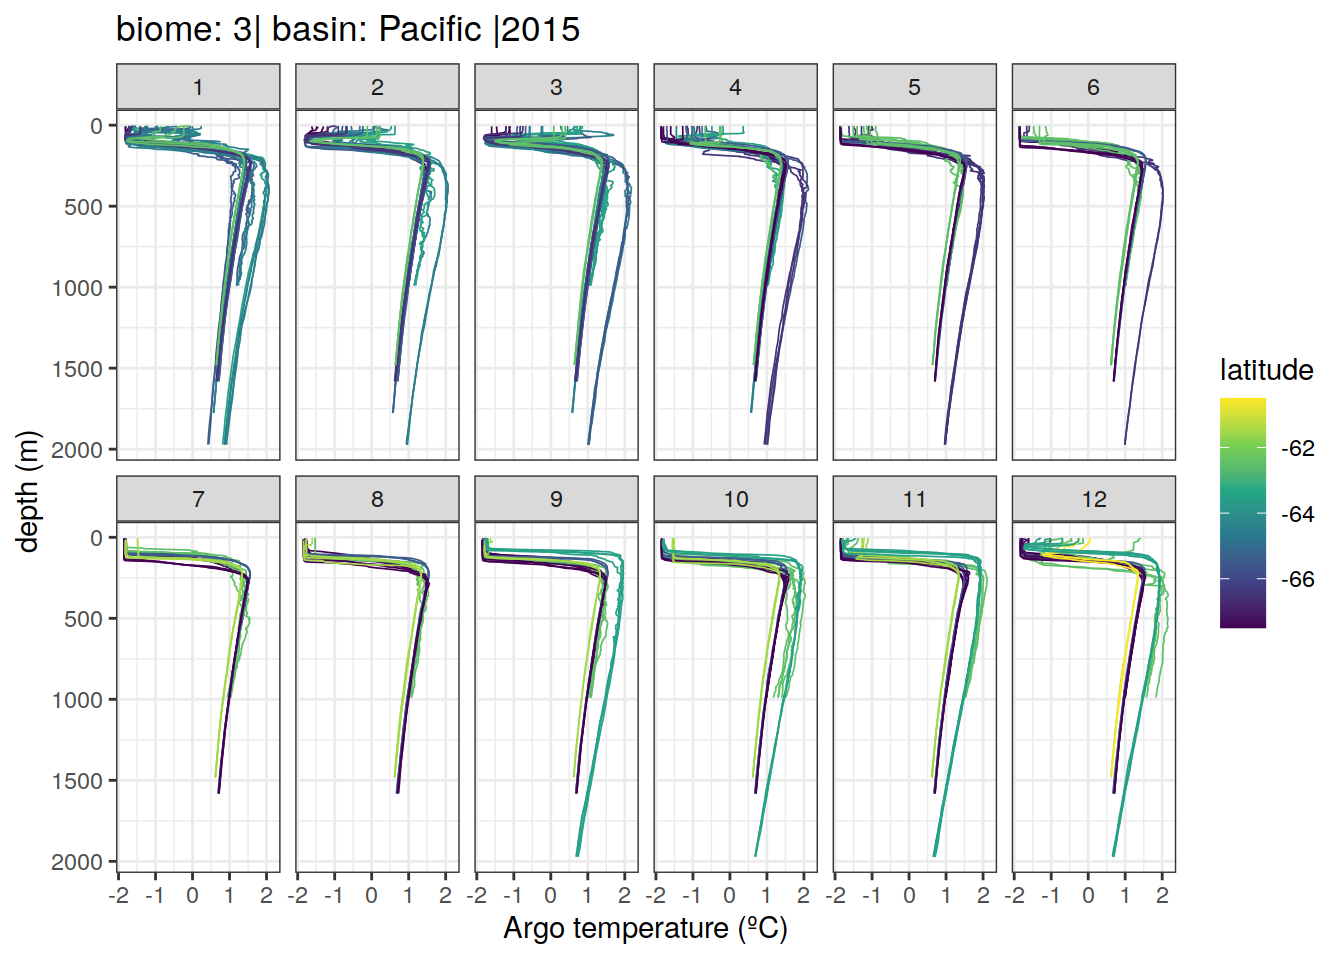 biome: 3| basin: Pacific |2015
1 2 3 4 5 6
0
500
1000
1500
2000
7 8 9 10 11 12
0
500
1000
1500
2000
-2 -1 0 1 2 -2 -1 0 1 2 -2 -1 0 1 2 -2 -1 0 1 2 -2 -1 0 1 2 -2 -1 0 1 2
Argo temperature (ºC)
depth (m)
latitude
-62
-64
-66